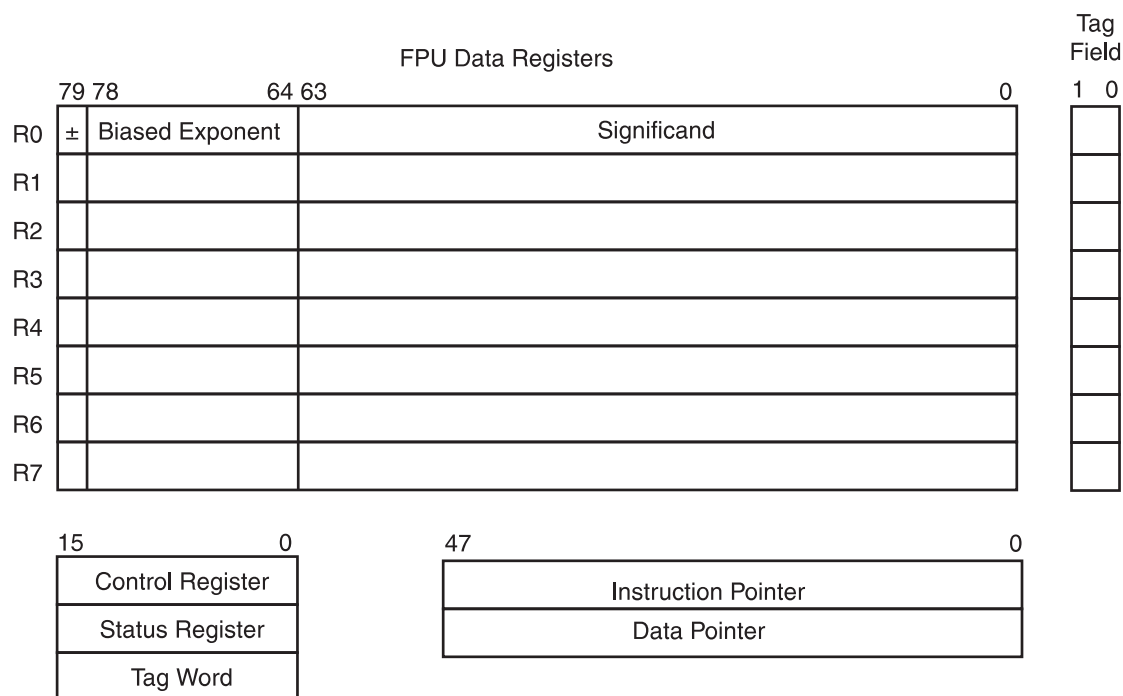 Tag
Field
FPU Data Registers
79 78 64 63 0 1 0
R0 ± Biased Exponent Significand
R1
R2
R3
R4
R5
R6
R7
15 0 47 0
Control Register Instruction Pointer
Status Register Data Pointer
Tag Word